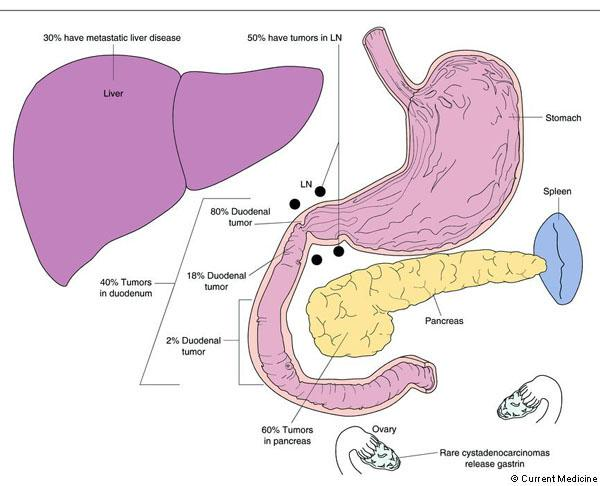 30% have metastatic liver disease
50% have tumors in LN
Liver
Stomach
LN
Spleen
80% Duodenal
tumor
18% Duodenal
tumor
40% Tumors
in duodenum
Pancreas
2% Duodenal
tumor
60% Tumors
in pancreas
Ovary
Rare cystadenocarcinomas
release gastrin
© Current Medicine